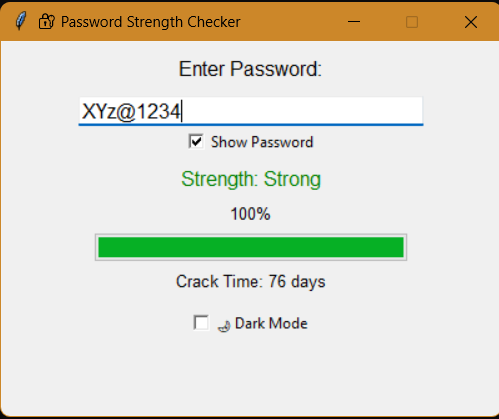 Password Strength Checker
Enter Password:
XYz@1234
Show Password
Strength: Strong
100%
Crack Time: 76 days
🌙 Dark Mode